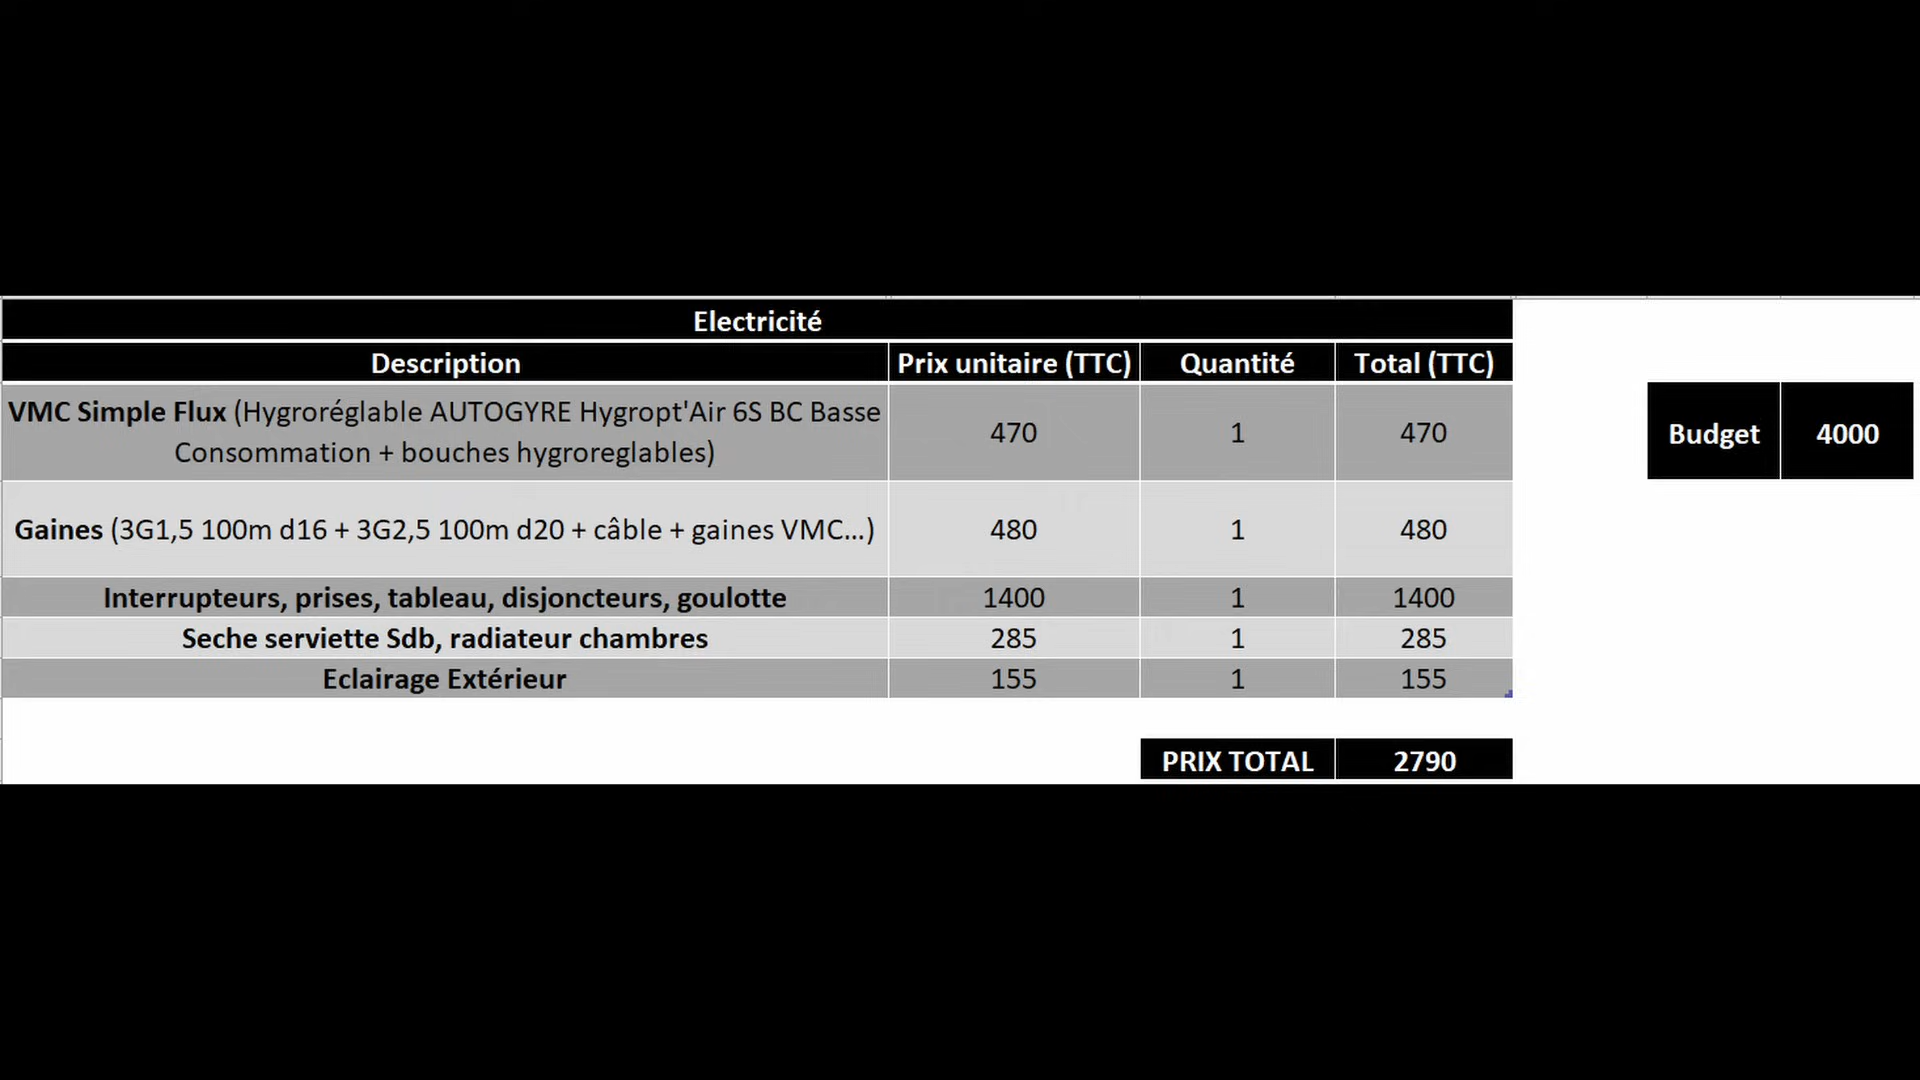 Electricité
Description Prix unitaire (TTC) Quantité Total (TTC)
VMC Simple Flux (Hygroréglable AUTOGYRE Hygropt'Air 6S BC Basse
Consommation + bouches hygroreglables) 470 1 470
Budget 4000
Gaines (3G1,5 100m d16 + 3G2,5 100m d20 + câble + gaines VMC...) 480 1 480
Interrupteurs, prises, tableau, disjoncteurs, goulotte 1400 1 1400
Seche serviette Sdb, radiateur chambres 285 1 285
Eclairage Extérieur 155 1 155
PRIX TOTAL 2790